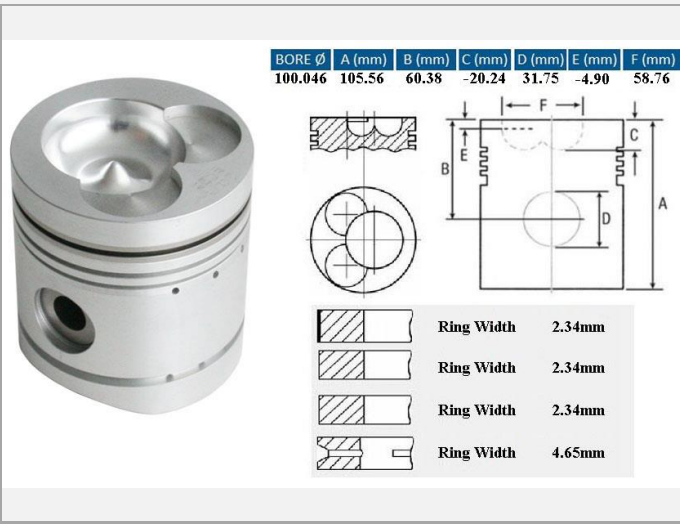 BORE Ø A (mm) B (mm) C (mm) D (mm) E (mm) F (mm)
100.046 105.56 60.38 -20.24 31.75 -4.90 58.76
F
C
E
B
D
A
Ring Width 2.34mm
Ring Width 2.34mm
Ring Width 2.34mm
Ring Width 4.65mm